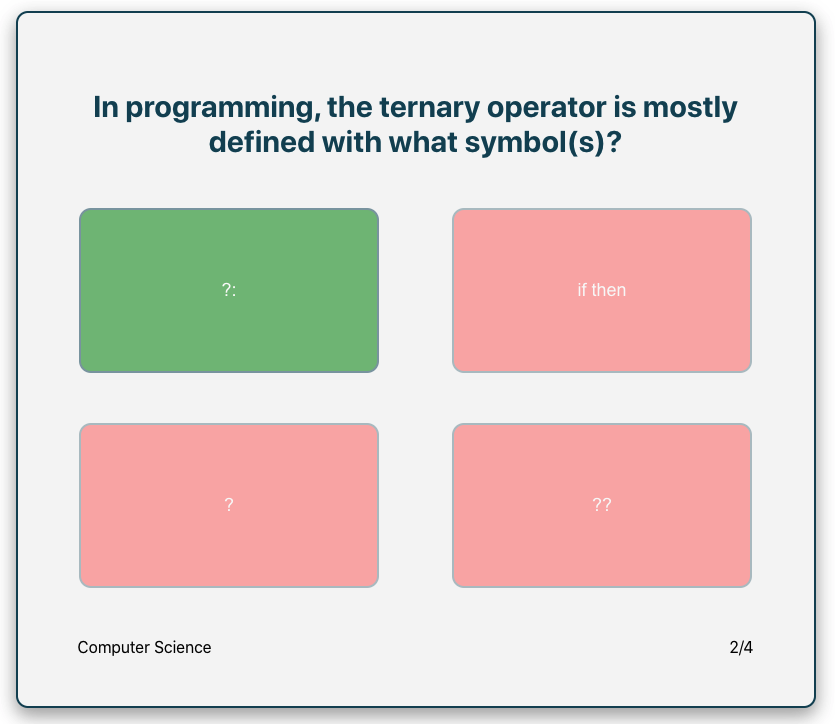 In programming, the ternary operator is mostly
defined with what symbol(s)?
?:
if then
?
??
Computer Science
2/4